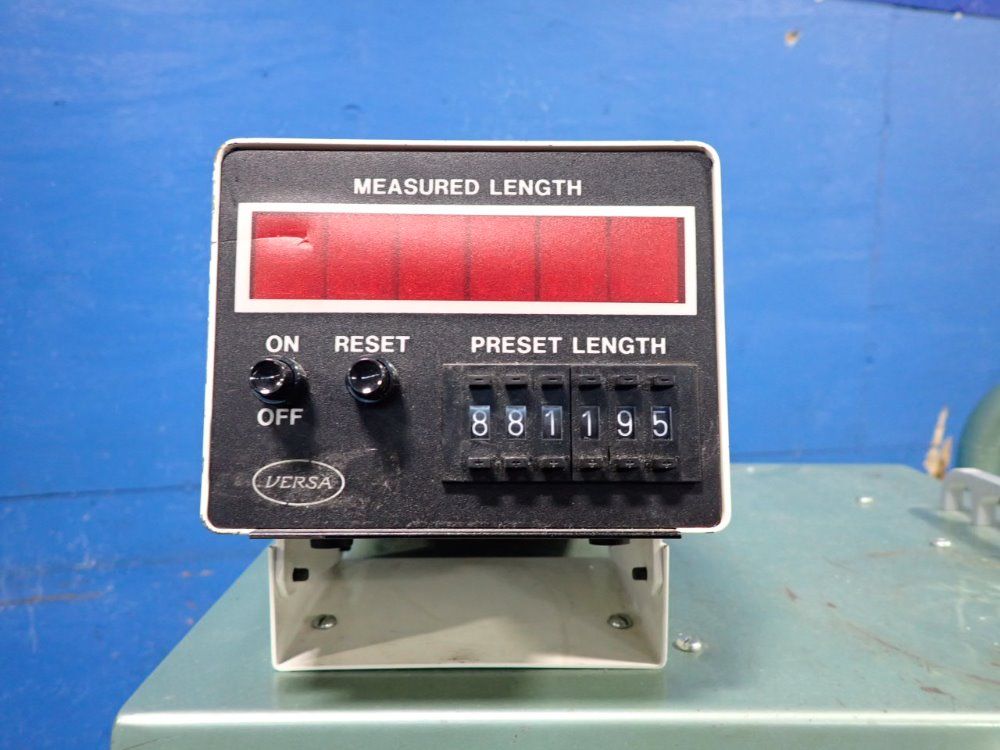 MEASURED LENGTH
ON RESET PRESET LENGTH
881195
OFF
VERSA